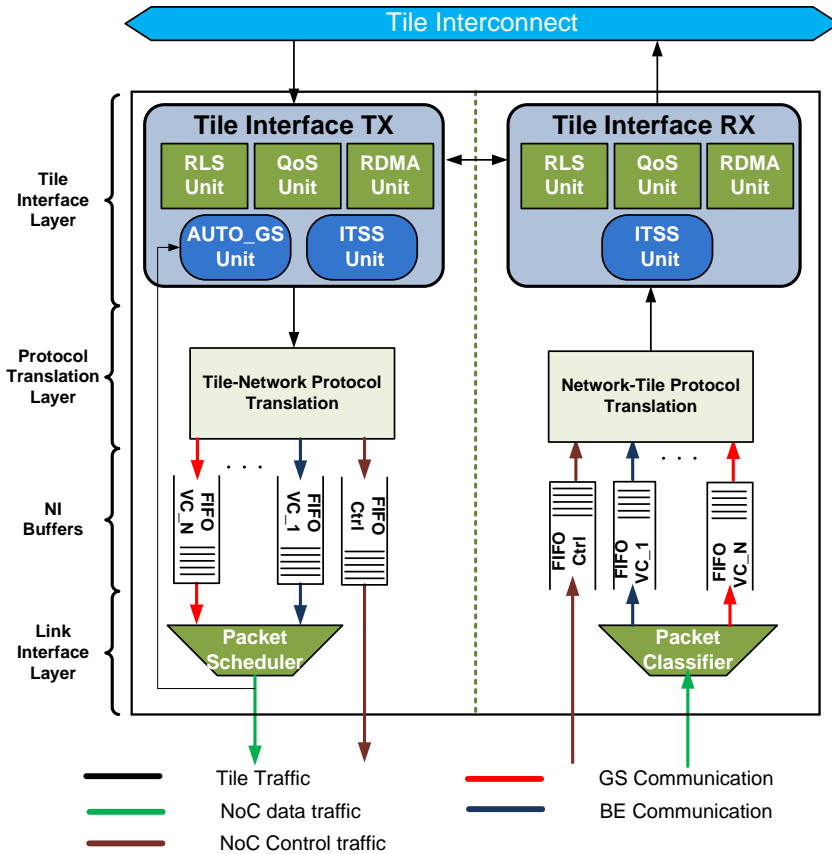 Tile Interconnect
Tile Interface TX
RLS
Unit
QoS
Unit
RDMA
Unit
AUTO_GS
Unit
ITSS
Unit
Tile Interface RX
RLS
Unit
QoS
Unit
RDMA
Unit
ITSS
Unit
Tile
Interface
Layer
Protocol
Translation
Layer
Tile-Network Protocol
Translation
Network-Tile Protocol
Translation
. . . .
. . . .
NI
Buffers
FIFO
VC_N
FIFO
VC_1
FIFO
Ctrl
FIFO
Ctrl
FIFO
VC_1
FIFO
VC_N
Link
Interface
Layer
Packet
Scheduler
Packet
Classifier
Tile Traffic
NoC data traffic
NoC Control traffic
GS Communication
BE Communication